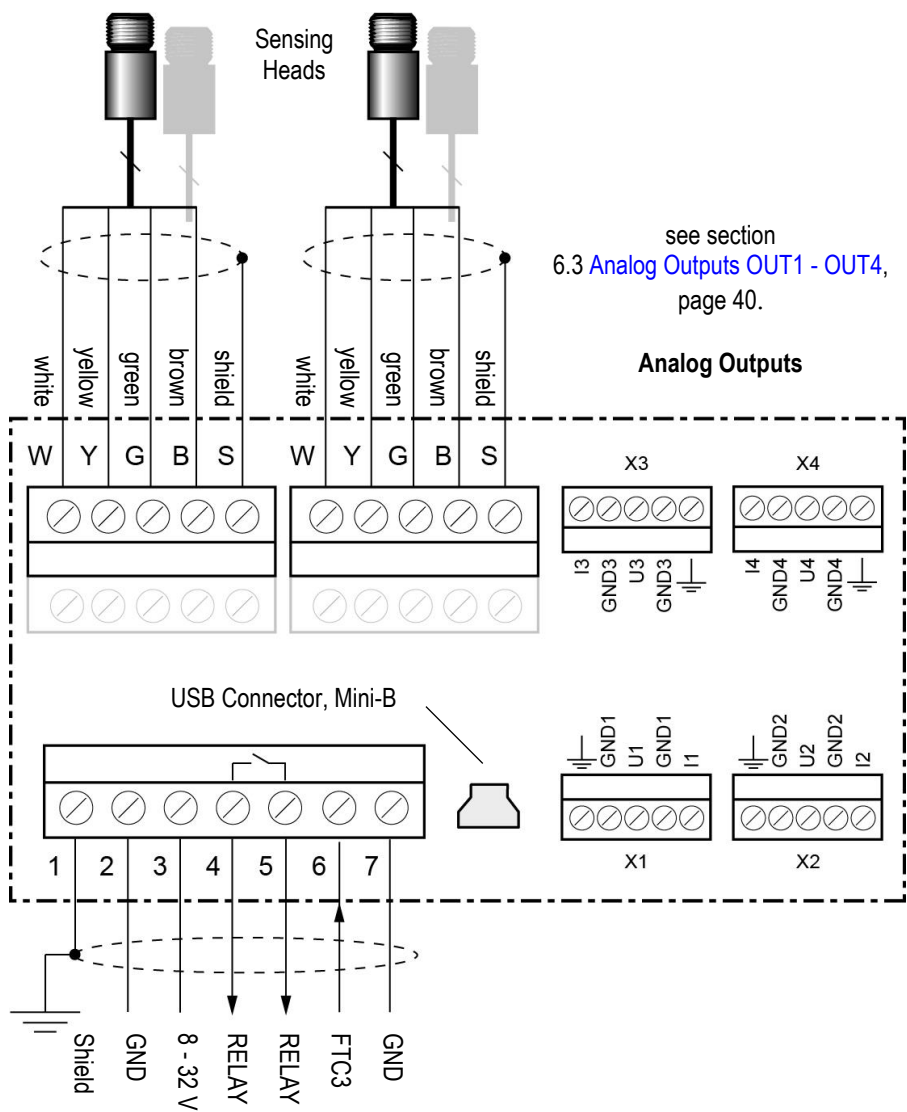 Sensing
Heads
see section
6.3 Analog Outputs OUT1 - OUT4,
page 40.
Analog Outputs
white
yellow
green
brown
shield
white
yellow
green
brown
shield
W Y G B S
W Y G B S
X3
X4
I3
GND3
U3
GND3
I4
GND4
U4
GND4
USB Connector, Mini-B
GND1
U1
GND1
I1
GND2
U2
GND2
I2
X1
X2
1 2 3 4 5 6 7
Shield
GND
8 - 32 V
RELAY
RELAY
FTC3
GND